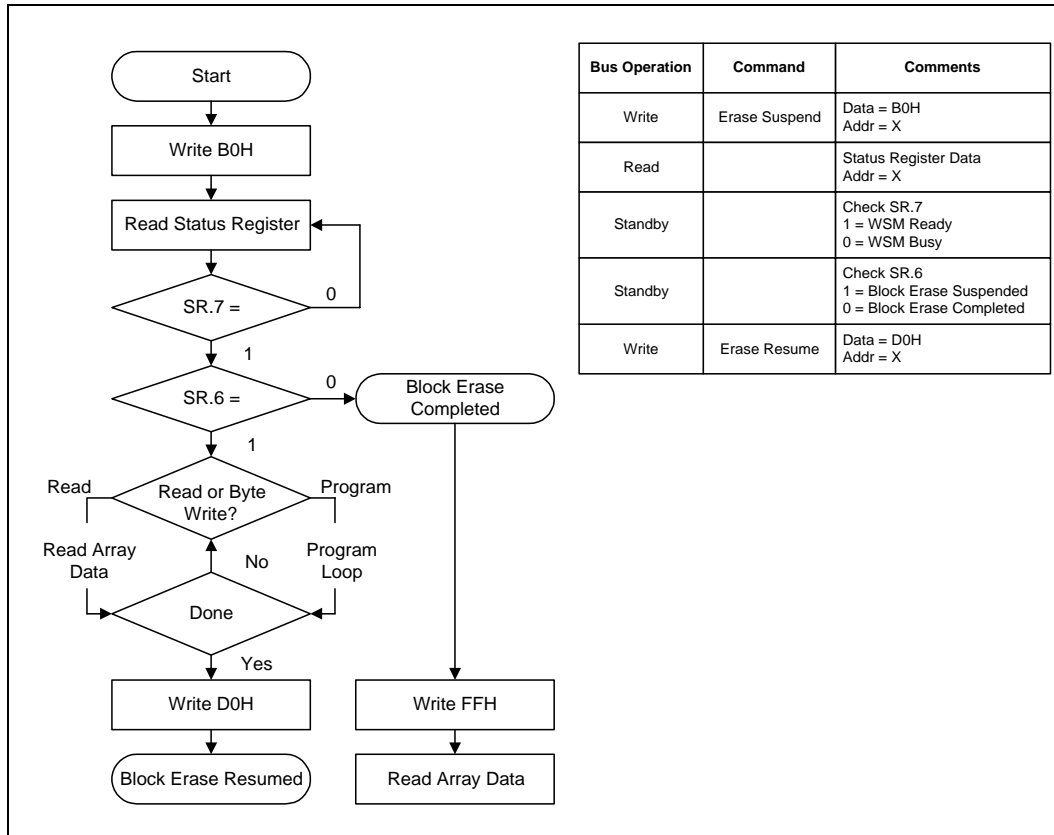 Start
Write B0H
Read Status Register
SR.7 =
0
1
SR.6 =
0
Block Erase
Completed
1
Read
Read or Byte
Write?
Program
Read Array
Data
No
Program
Loop
Done
Yes
Write D0H
Write FFH
Block Erase Resumed
Read Array Data
Bus Operation
Command
Comments
Write
Erase Suspend
Data = B0H
Addr = X
Read
Status Register Data
Addr = X
Standby
Check SR.7
1 = WSM Ready
0 = WSM Busy
Standby
Check SR.6
1 = Block Erase Suspended
0 = Block Erase Completed
Write
Erase Resume
Data = D0H
Addr = X